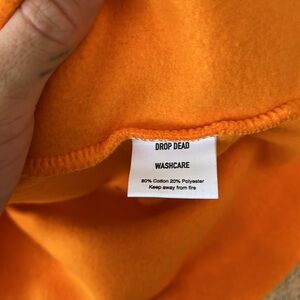 DROP DEAD
WASHCARE
80% Cotton 20% Polyester
Keep away from fire